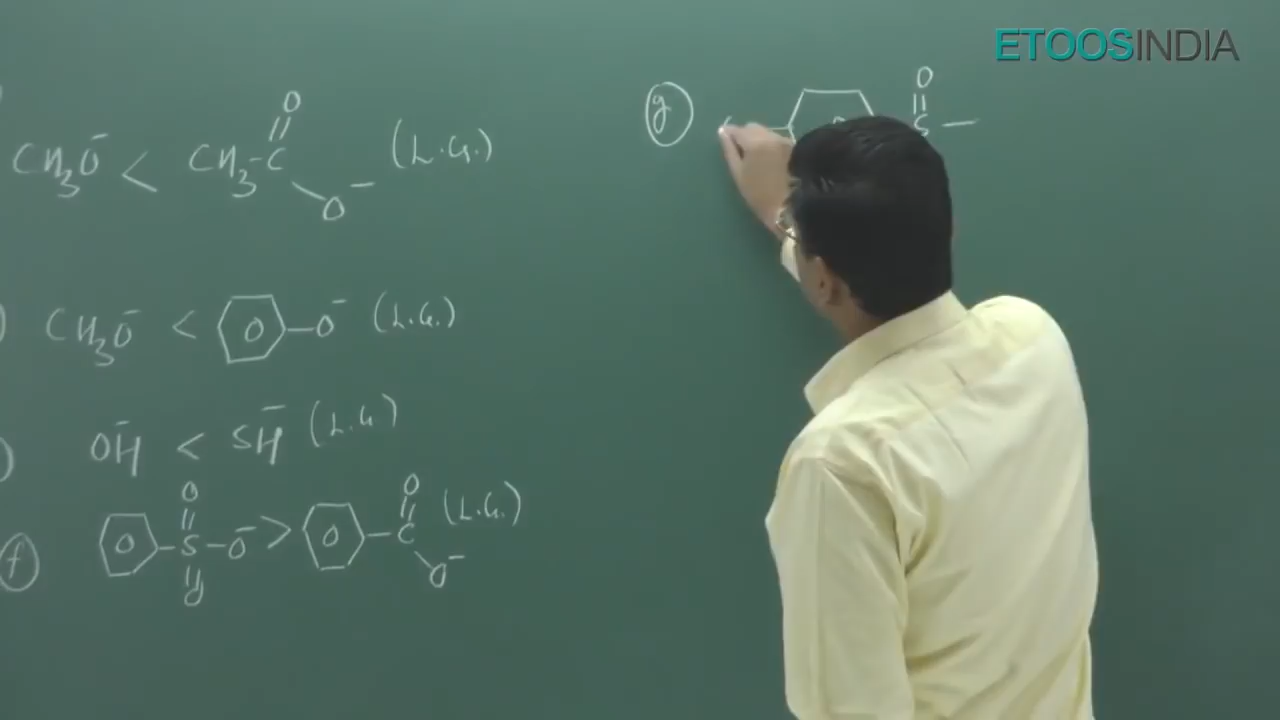 ETOOSINDIA
CH₃O⁻ < CH₃-C(=O)-O⁻ (L.G.)
CH₃O⁻ < ⌬-O⁻ (L.G.)
OH⁻ < SH⁻ (L.G.)
(f) ⌬-S(=O)(=O)-O⁻ > ⌬-C(=O)-O⁻ (L.G.)
(g) O
S